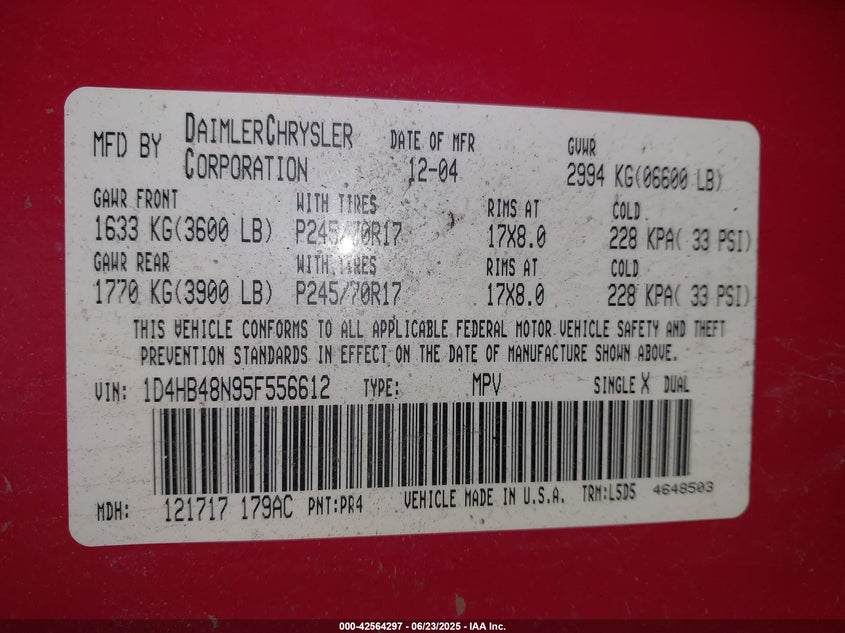 MFD BY DAIMLERCHRYSLER CORPORATION
DATE OF MFR 12-04
GVWR 2994 KG(06600 LB)
GAWR FRONT WITH TIRES RIMS AT COLD
1633 KG(3600 LB) P245/70R17 17X8.0 228 KPA( 33 PSI)
GAWR REAR WITH TIRES RIMS AT COLD
1770 KG(3900 LB) P245/70R17 17X8.0 228 KPA( 33 PSI)
THIS VEHICLE CONFORMS TO ALL APPLICABLE FEDERAL MOTOR VEHICLE SAFETY AND THEFT
PREVENTION STANDARDS IN EFFECT ON THE DATE OF MANUFACTURE SHOWN ABOVE.
VIN: 1D4HB48N95F556612 TYPE: MPV SINGLE X DUAL
MDH: 121717 179AC PNT:PR4 VEHICLE MADE IN U.S.A. TRM:L5D5 4648503
000-42564297 - 06/23/2025 - IAA Inc.